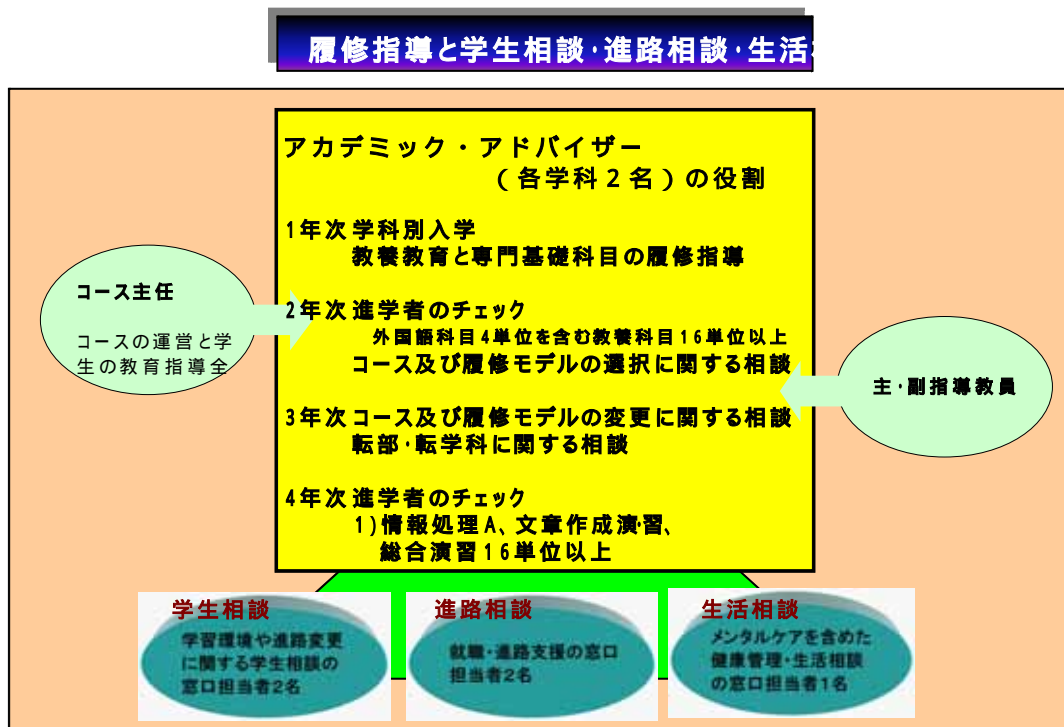 履修指導と学生相談･進路相談･生活
アカデミック・アドバイザー
（各学科２名）の役割
1年次 学科別入学
教養教育と専門基礎科目の履修指導
2年次 進学者のチェック
外国語科目4単位を含む教養科目16単位以上
コース及び履修モデルの選択に関する相談
3年次 コース及び履修モデルの変更に関する相談
転部･転学科に関する相談
4年次 進学者のチェック
1)情報処理A、文章作成演習、
総合演習16単位以上
コース主任
コースの運営と学
生の教育指導全
主･副指導教員
学生相談
学習環境や進路変更
に関する学生相談の
窓口担当者2名
進路相談
就職・進路支援の窓口
担当者2名
生活相談
メンタルケアを含めた
健康管理・生活相談
の窓口担当者1名